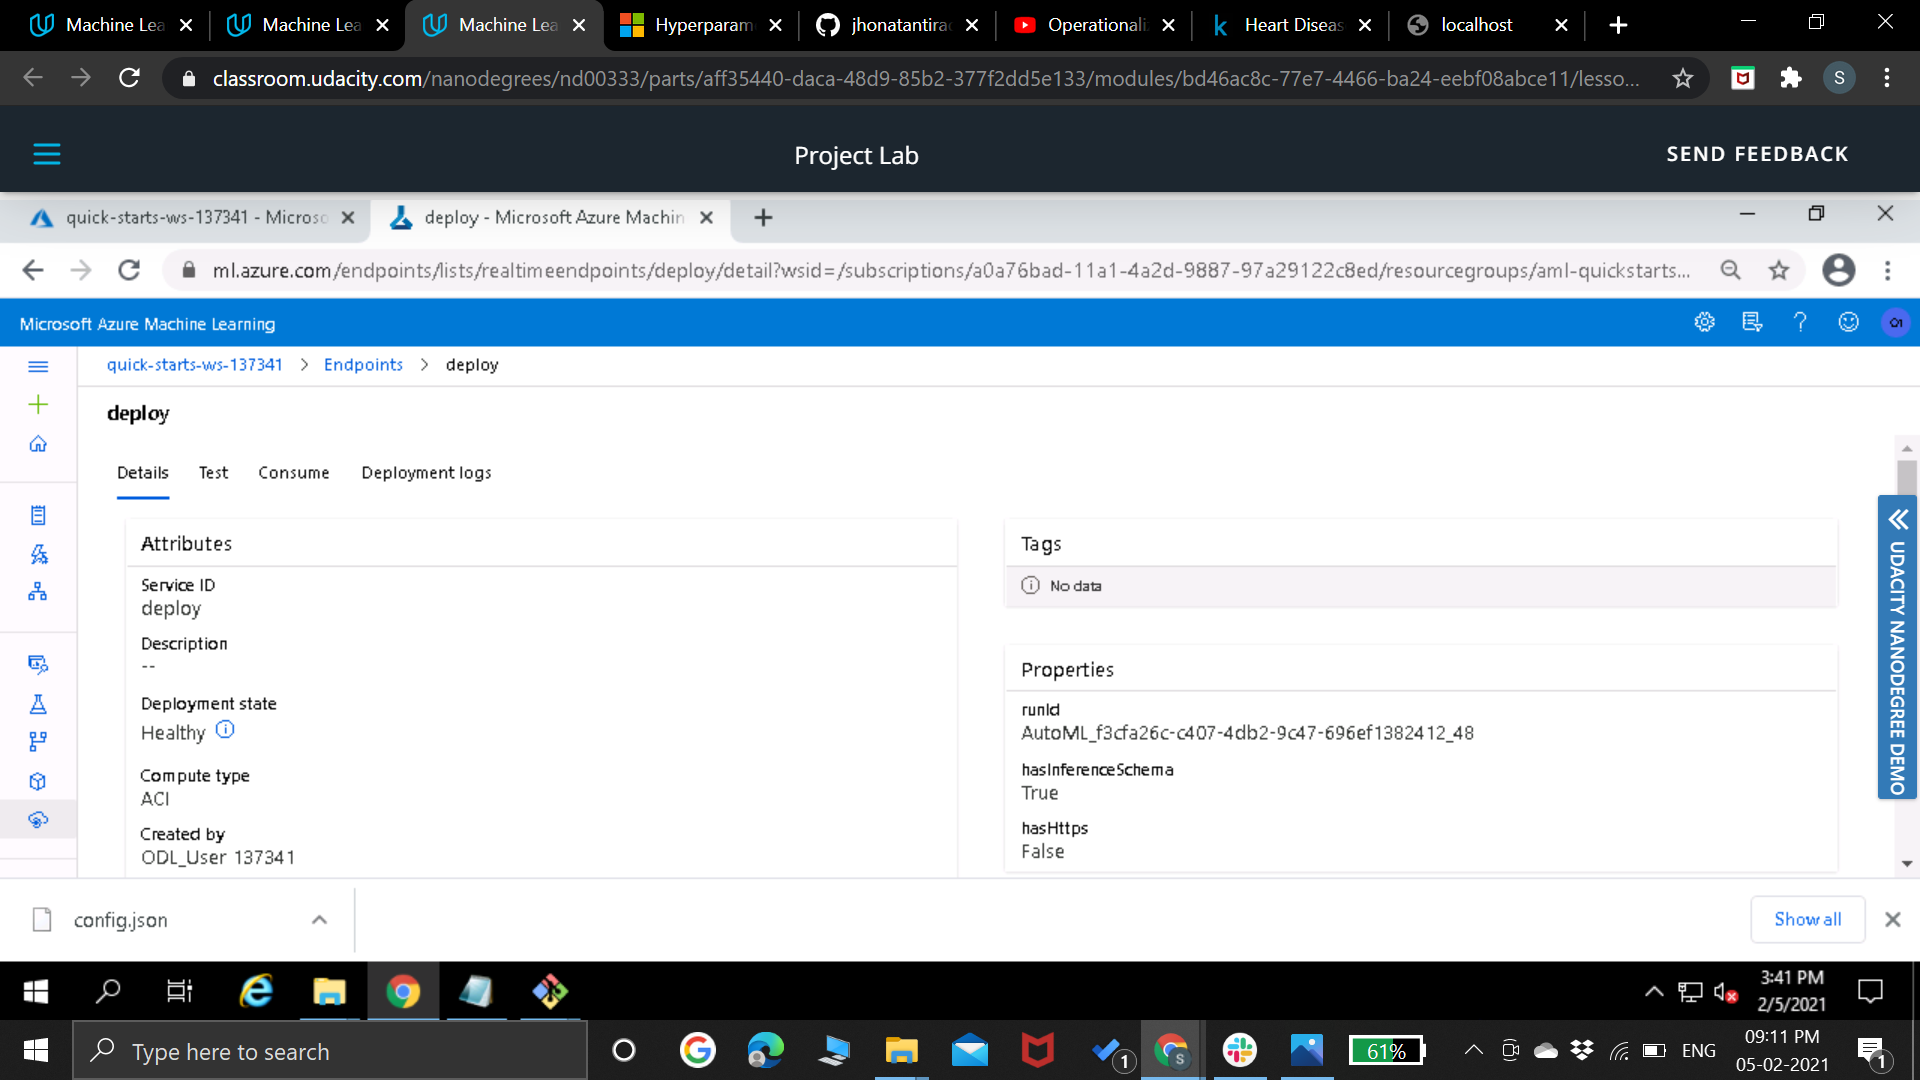 Machine Lea
Machine Lea
Machine Lea
Hyperparam
jhonatantirac
Operationali
Heart Diseas
localhost
classroom.udacity.com/nanodegrees/nd00333/parts/aff35440-daca-48d9-85b2-377f2dd5e133/modules/bd46ac8c-77e7-4466-ba24-eebf08abce11/lesso...
S
Project Lab
SEND FEEDBACK
quick-starts-ws-137341 - Microso
deploy - Microsoft Azure Machin
ml.azure.com/endpoints/lists/realtimeendpoints/deploy/detail?wsid=/subscriptions/a0a76bad-11a1-4a2d-9887-97a29122c8ed/resourcegroups/aml-quickstarts...
Microsoft Azure Machine Learning
quick-starts-ws-137341 > Endpoints > deploy
deploy
Details Test Consume Deployment logs
Attributes
Service ID
deploy
Description
--
Deployment state
Healthy
Compute type
ACI
Created by
ODL_User 137341
Tags
No data
Properties
runId
AutoML_f3cfa26c-c407-4db2-9c47-696ef1382412_48
hasInferenceSchema
True
hasHttps
False
UDACITY NANODEGREE DEMO
config.json
Show all
3:41 PM
2/5/2021
Type here to search
1
S
61%
ENG
09:11 PM
05-02-2021
1